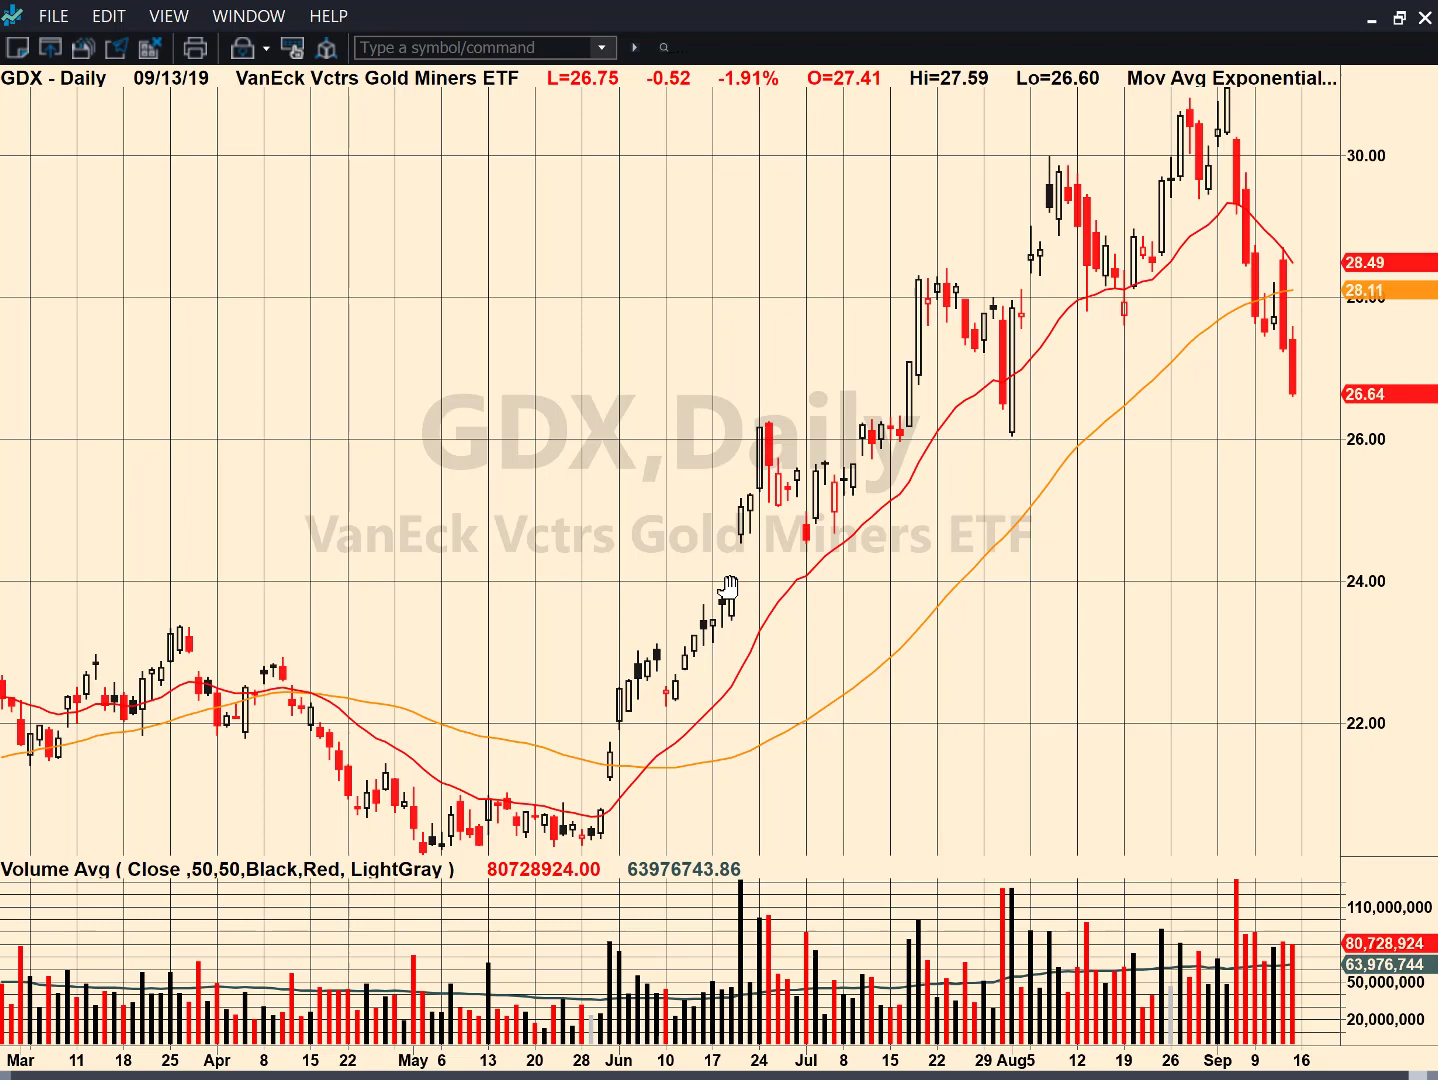 FILE EDIT VIEW WINDOW HELP
Type a symbol/command
GDX - Daily 09/13/19 VanEck Vctrs Gold Miners ETF L=26.75 -0.52 -1.91% O=27.41 Hi=27.59 Lo=26.60 Mov Avg Exponential...
30.00
28.49
28.11
28.00
26.64
GDX,Daily
26.00
VanEck Vctrs Gold Miners ETF
24.00
22.00
Volume Avg ( Close ,50,50,Black,Red, LightGray ) 80728924.00 63976743.86
110,000,000
80,728,924
63,976,744
50,000,000
20,000,000
Mar 11 18 25 Apr 8 15 22 May 6 13 20 28 Jun 10 17 24 Jul 8 15 22 29 Aug5 12 19 26 Sep 9 16